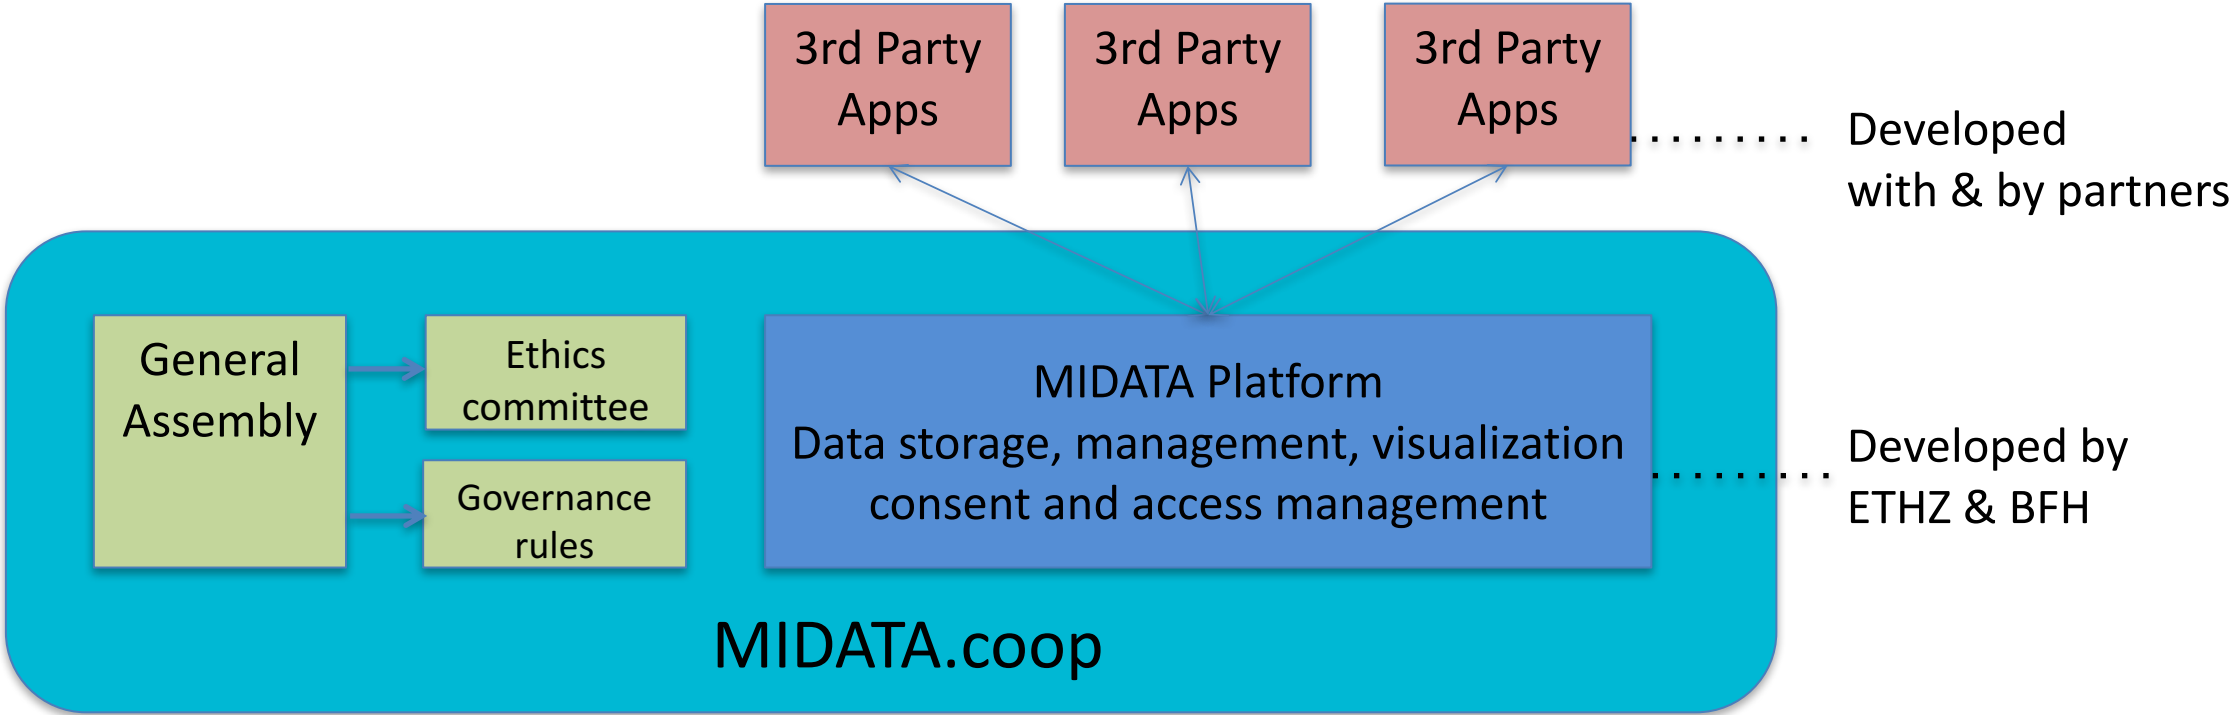 3rd Party
Apps
3rd Party
Apps
3rd Party
Apps
Developed
with & by partners
General
Assembly
Ethics
committee
Governance
rules
MIDATA Platform
Data storage, management, visualization
consent and access management
Developed by
ETHZ & BFH
MIDATA.coop